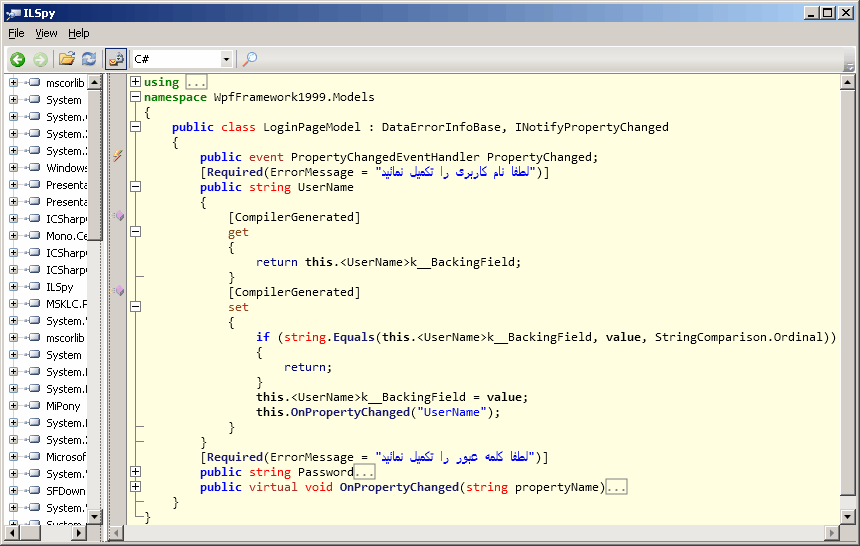 ILSpy
File View Help
C#
mscorlib
System
System.
System.
System.
Windows
Presenta
Presenta
ICSharp
Mono.Ce
ICSharp
ICSharp
ILSpy
MSKLC.
System.
mscorlib
System
System.
System.
MiPony
System.
System.
Microsof
System.
SFDown
System.
System
using ...
namespace WpfFramework1999.Models
{
public class LoginPageModel : DataErrorInfoBase, INotifyPropertyChanged
{
public event PropertyChangedEventHandler PropertyChanged;
[Required(ErrorMessage = "لطفا نام کاربری را تکمیل نمائید")]
public string UserName
{
[CompilerGenerated]
get
{
return this.<UserName>k__BackingField;
}
[CompilerGenerated]
set
{
if (string.Equals(this.<UserName>k__BackingField, value, StringComparison.Ordinal))
{
return;
}
this.<UserName>k__BackingField = value;
this.OnPropertyChanged("UserName");
}
}
[Required(ErrorMessage = "لطفا کلمه عبور را تکمیل نمائید")]
public string Password...
public virtual void OnPropertyChanged(string propertyName)...
}
}